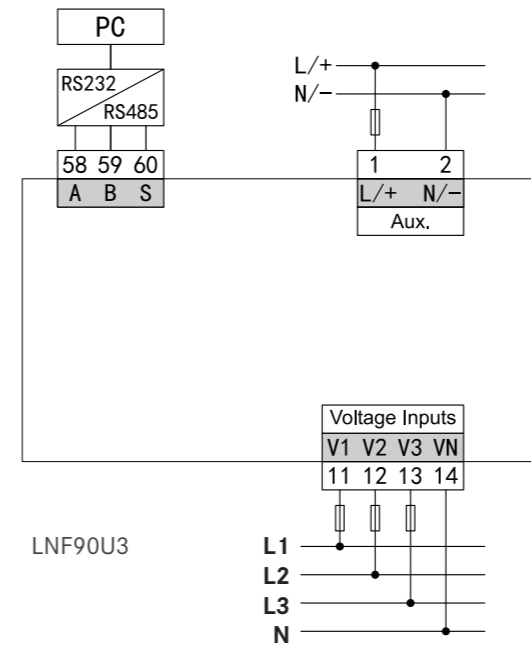 PC
RS232
RS485
58 59 60
A B S
L/+
N/-
1 2
L/+ N/-
Aux.
Voltage Inputs
V1 V2 V3 VN
11 12 13 14
LNF90U3
L1
L2
L3
N